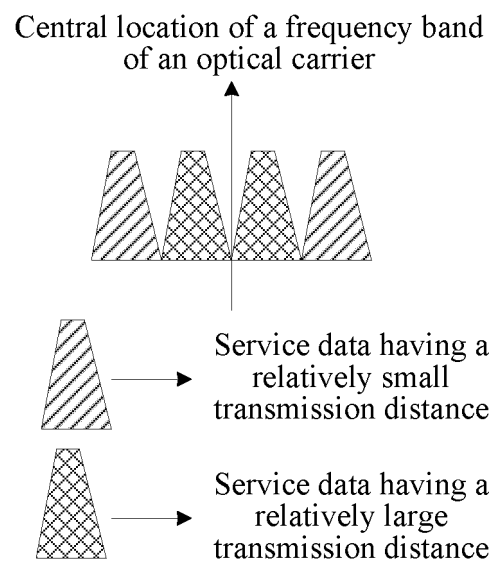 Central location of a frequency band
of an optical carrier
Service data having a
relatively small
transmission distance
Service data having a
relatively large
transmission distance